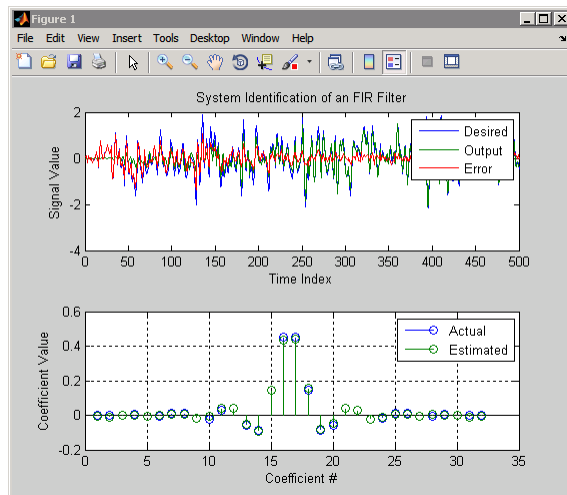 Figure 1
File Edit View Insert Tools Desktop Window Help
System Identification of an FIR Filter
Signal Value
2
0
-2
-4
Desired
Output
Error
0 50 100 150 200 250 300 350 400 450 500
Time Index
Coefficient Value
0.6
0.4
0.2
0
-0.2
Actual
Estimated
0 5 10 15 20 25 30 35
Coefficient #